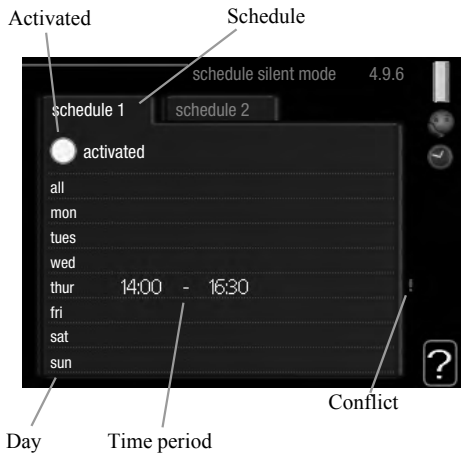 Activated Schedule
schedule silent mode 4.9.6
schedule 1 schedule 2
activated
all
mon
tues
wed
thur 14:00 - 16:30 !
fri
sat
sun
?
Conflict
Day Time period